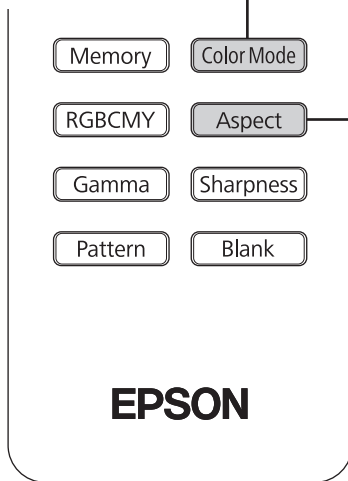 Memory Color Mode
RGBCMY Aspect
Gamma Sharpness
Pattern Blank
EPSON